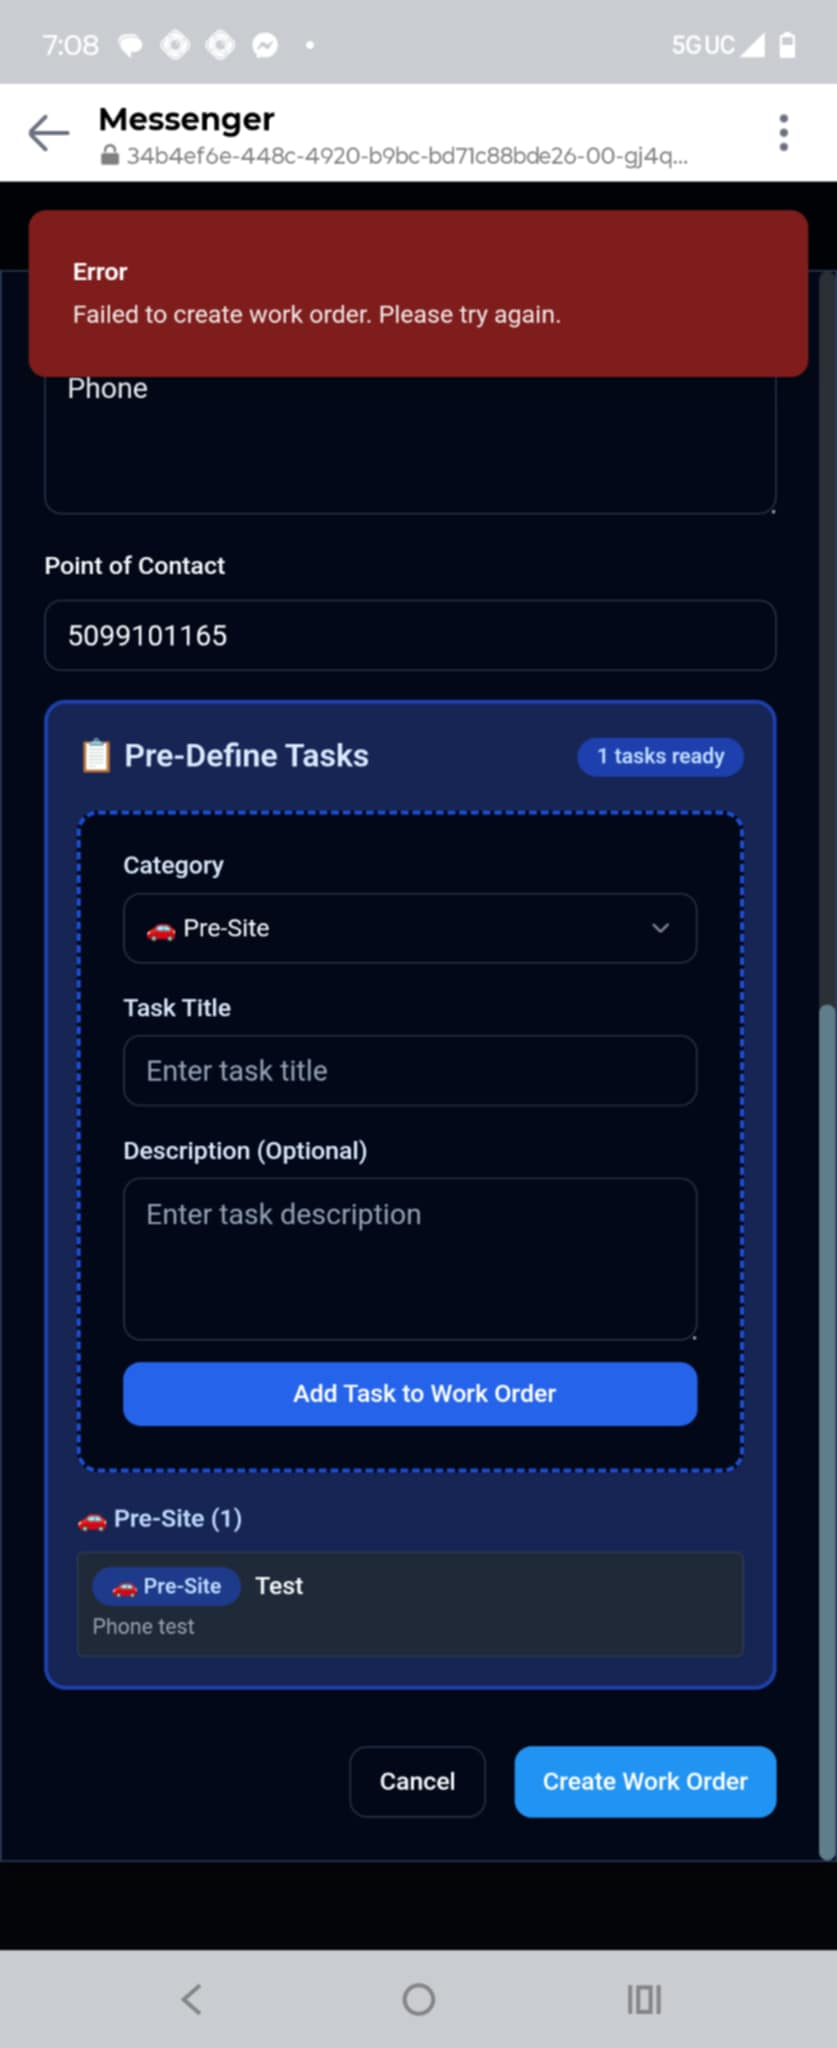 7:08
5G UC
Messenger
34b4ef6e-448c-4920-b9bc-bd71c88bde26-00-gj4q...
Error
Failed to create work order. Please try again.
Phone
Point of Contact
5099101165
📋 Pre-Define Tasks
1 tasks ready
Category
🚗 Pre-Site
Task Title
Enter task title
Description (Optional)
Enter task description
Add Task to Work Order
🚗 Pre-Site (1)
🚗 Pre-Site Test
Phone test
Cancel
Create Work Order